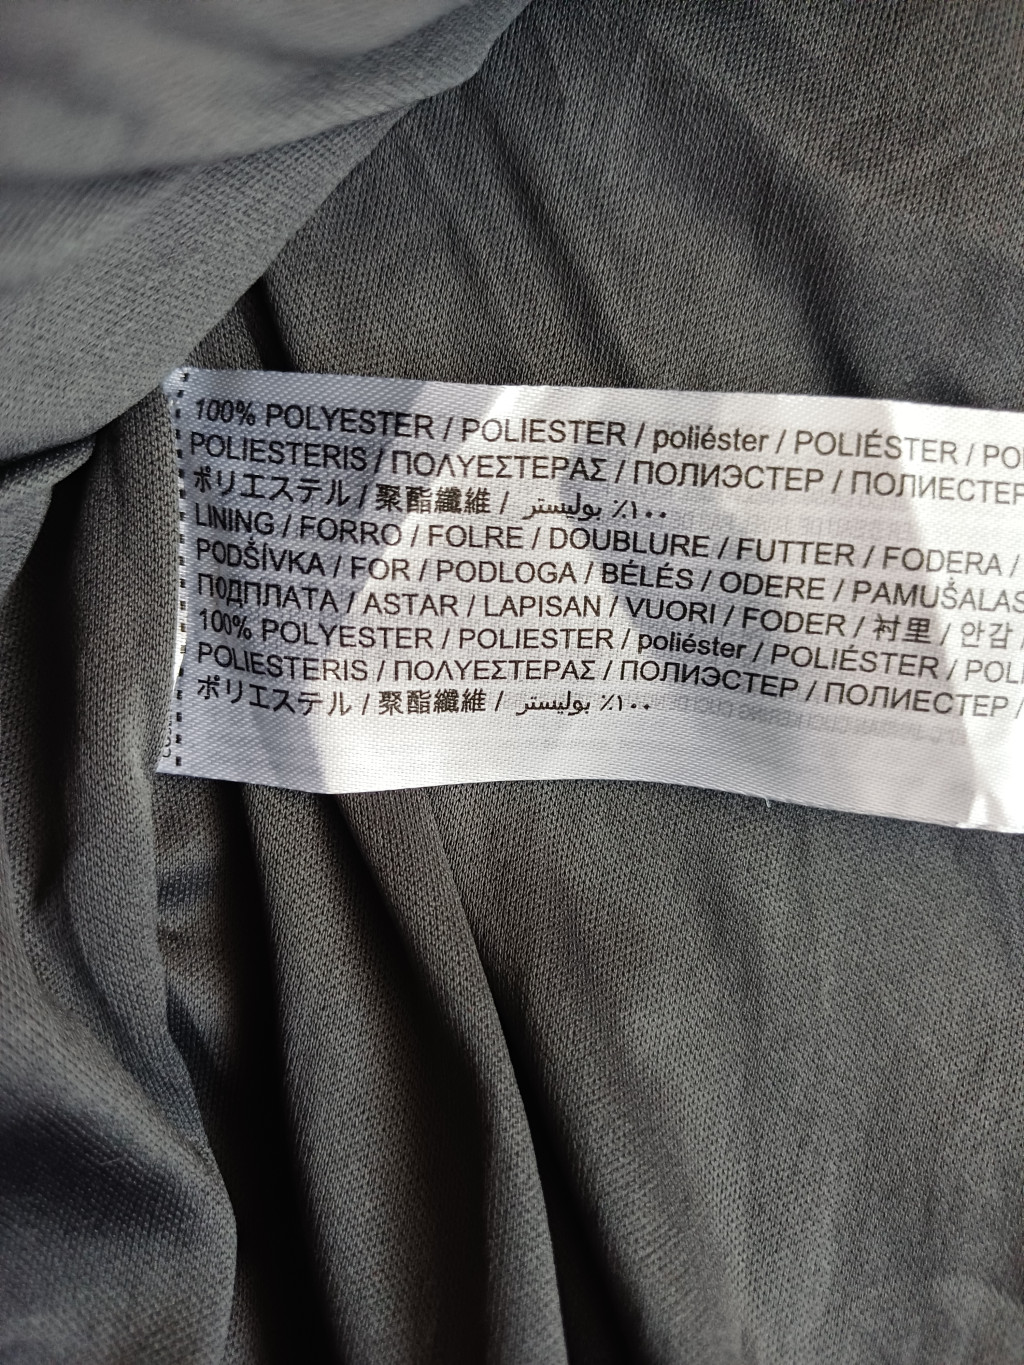 100% POLYESTER / POLIESTER / poliéster / POLIÉSTER / PO
POLIESTERIS / ΠΟΛΥΕΣΤΕΡΑΣ / ПОЛИЭСТЕР / ПОЛИЕСТЕР
ポリエステル / 聚酯纖維 / ٪١٠٠ بوليستر
LINING / FORRO / FOLRE / DOUBLURE / FUTTER / FODERA /
PODŠÍVKA / FOR / PODLOGA / BÉLÉS / ODERE / PAMUŠALAS
ПОДПЛАТА / ASTAR / LAPISAN / VUORI / FODER / 衬里 / 안감 /
100% POLYESTER / POLIESTER / poliéster / POLIÉSTER / POLI
POLIESTERIS / ΠΟΛΥΕΣΤΕΡΑΣ / ПОЛИЭСТЕР / ПОЛИЕСТЕР /
ポリエステル / 聚酯纖維 / ٪١٠٠ بوليستر